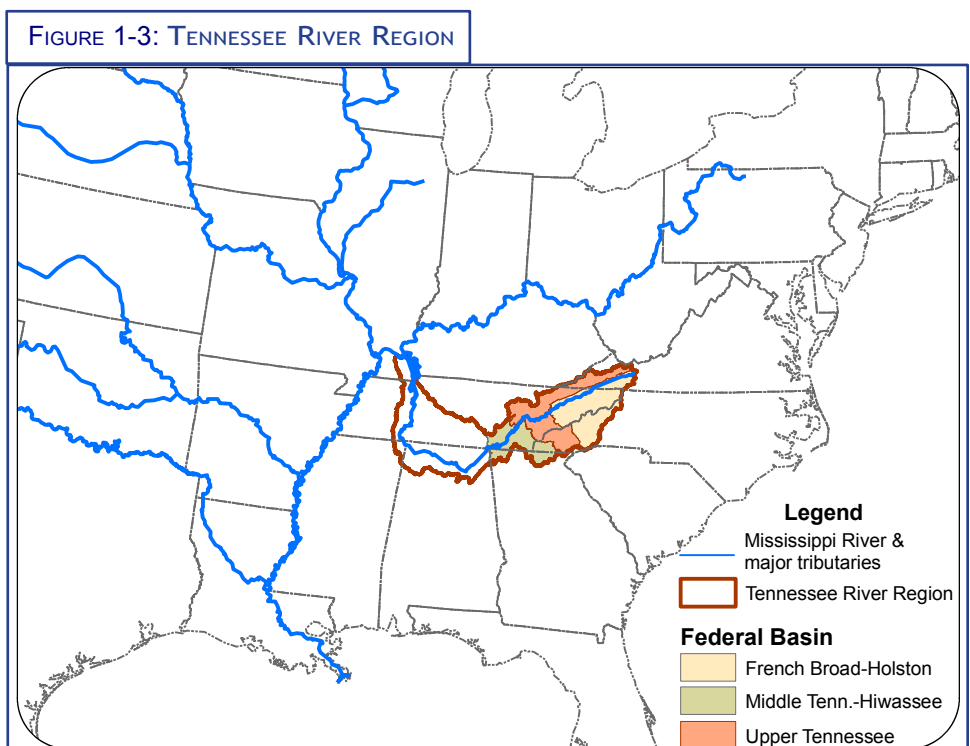 FIGURE 1-3: TENNESSEE RIVER REGION
Legend
Mississippi River &
major tributaries
Tennessee River Region
Federal Basin
French Broad-Holston
Middle Tenn.-Hiwassee
Upper Tennessee